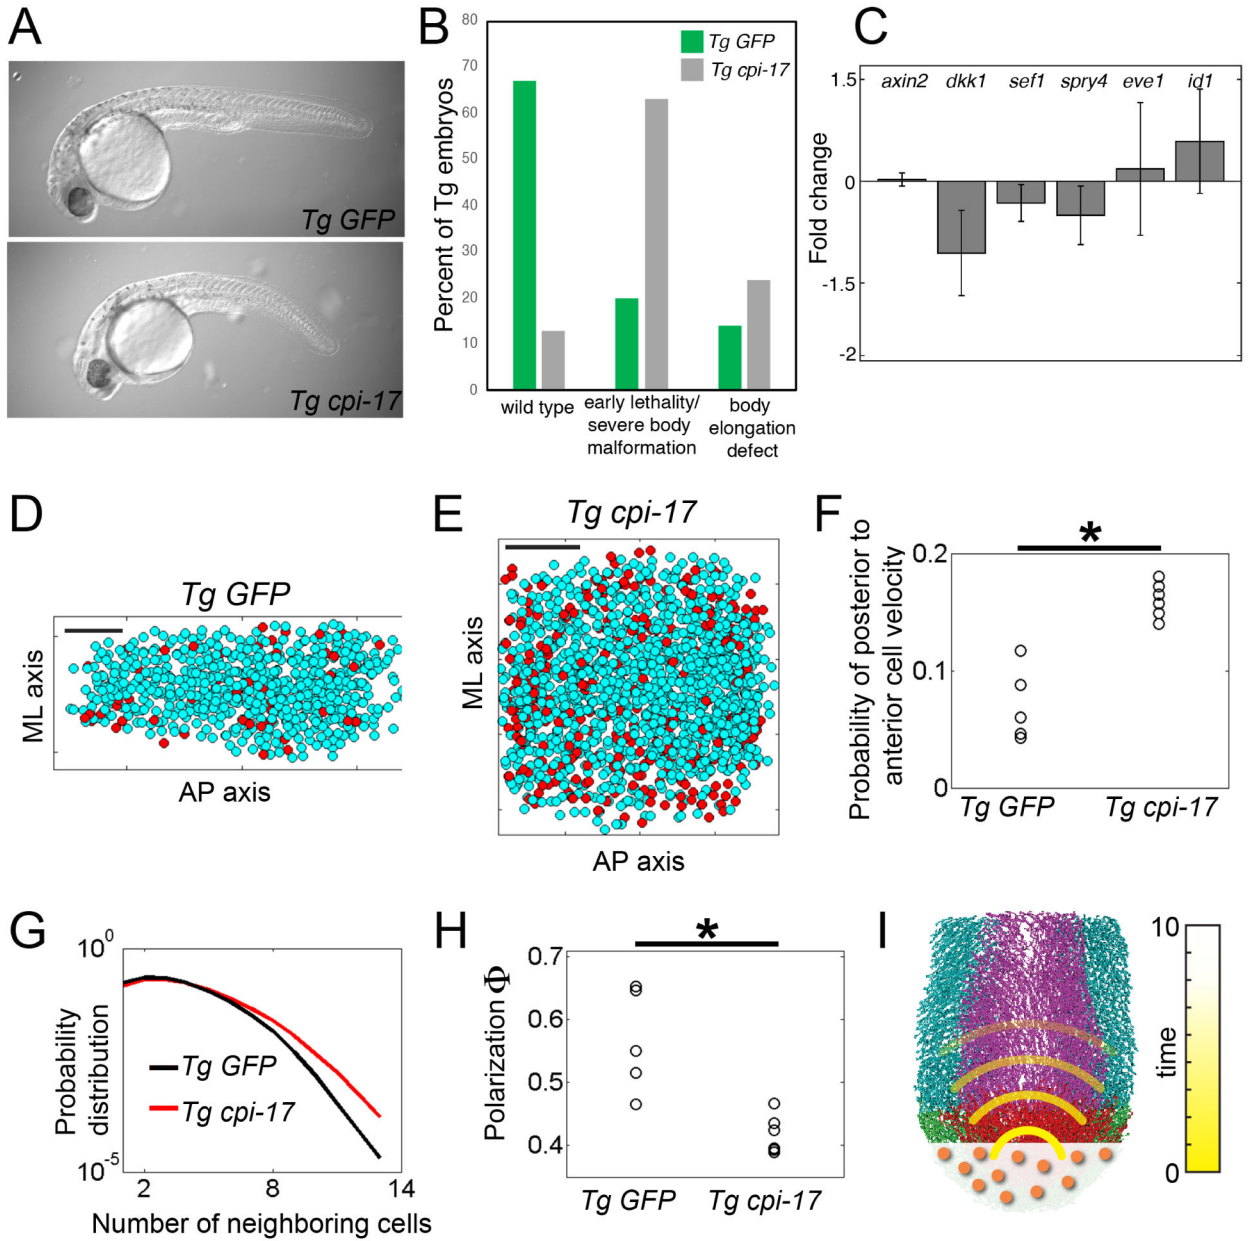 A
Tg GFP
Tg cpi-17
B
80
70
60
50
40
30
20
10
0
Percent of Tg embryos
Tg GFP
Tg cpi-17
wild type
early lethality/
severe body
malformation
body
elongation
defect
C
1.5
0
-1.5
-2
Fold change
axin2 dkk1 sef1 spry4 eve1 id1
D
Tg GFP
ML axis
AP axis
E
Tg cpi-17
ML axis
AP axis
F
Probability of posterior to
anterior cell velocity
0.2
0.1
0
*
Tg GFP Tg cpi-17
G
Probability
distribution
10^0
10^-5
Tg GFP
Tg cpi-17
2 8 14
Number of neighboring cells
H
Polarization Φ
0.7
0.6
0.5
0.4
*
Tg GFP Tg cpi-17
I
10
time
0